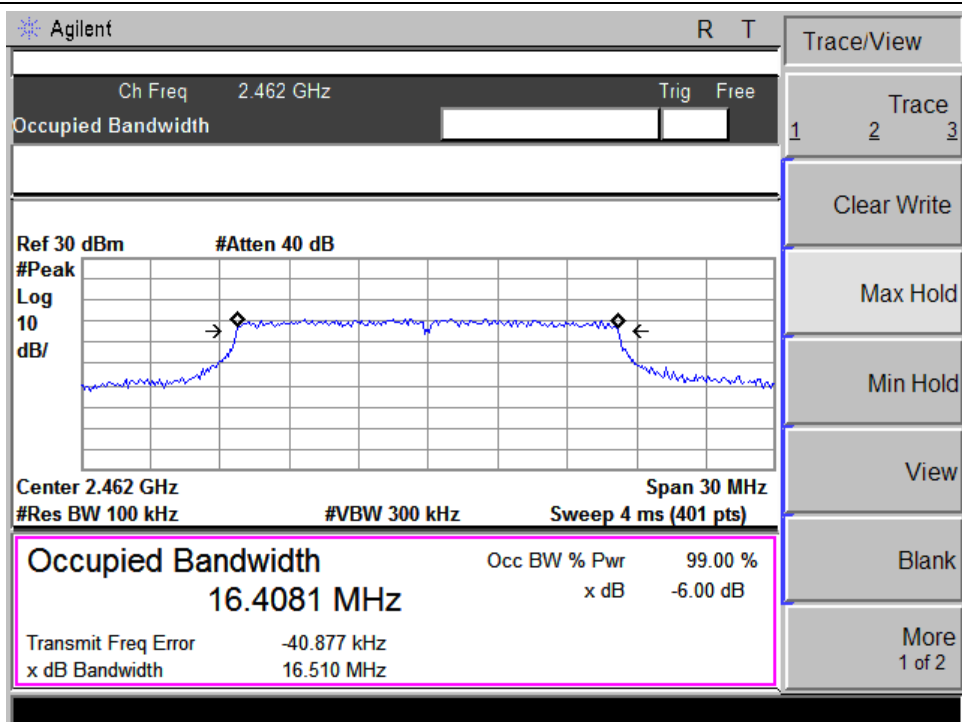 Agilent R T
Ch Freq 2.462 GHz Trig Free
Occupied Bandwidth
Ref 30 dBm #Atten 40 dB
#Peak
Log
10
dB/
Center 2.462 GHz Span 30 MHz
#Res BW 100 kHz #VBW 300 kHz Sweep 4 ms (401 pts)
Occupied Bandwidth Occ BW % Pwr 99.00 %
16.4081 MHz x dB -6.00 dB
Transmit Freq Error -40.877 kHz
x dB Bandwidth 16.510 MHz
Trace/View
Trace
1 2 3
Clear Write
Max Hold
Min Hold
View
Blank
More
1 of 2